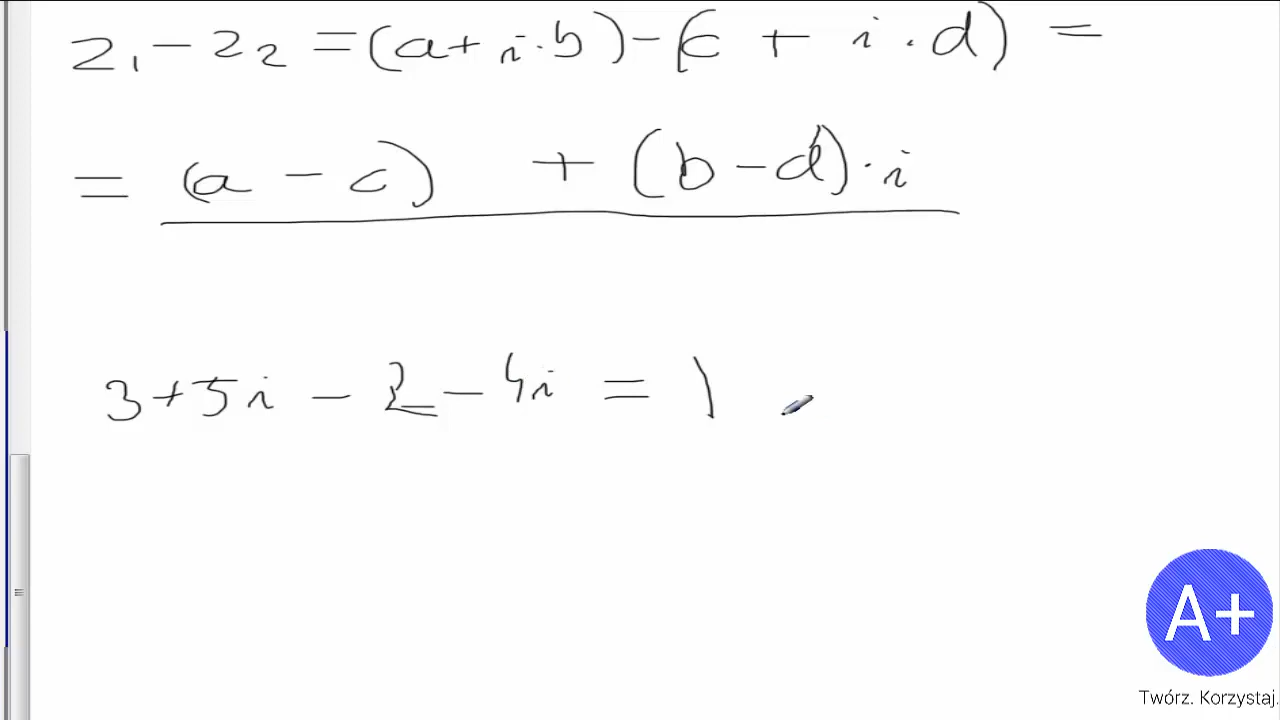 z₁ - z₂ = (a + i · b) - (c + i · d) =
= (a - c) + (b - d) · i
3 + 5i - 2 - 4i = 1
A+
Twórz. Korzystaj.